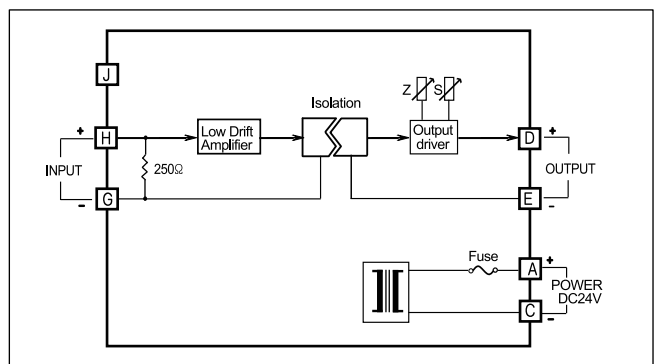 J
Z S
Isolation
+
H
Low Drift
Amplifier
Output
driver
D
+
INPUT
250Ω
OUTPUT
-
G
E
-
Fuse
A
+
POWER
DC24V
C
-